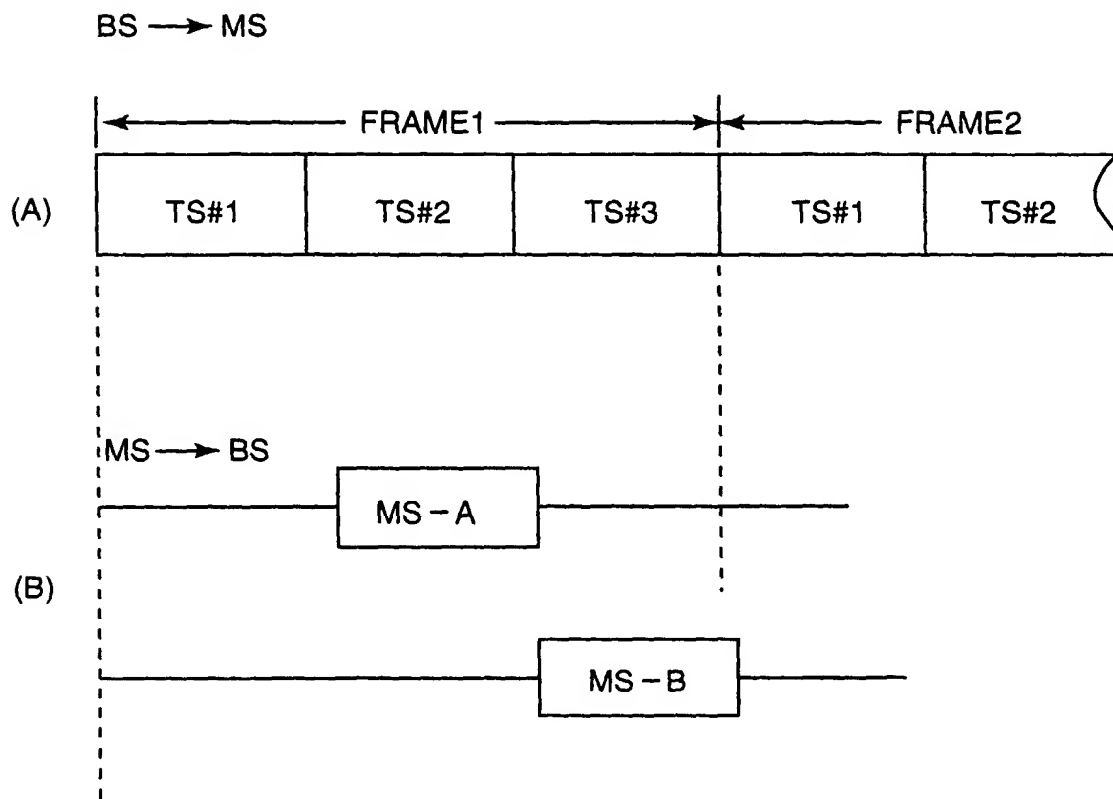 BS → MS
FRAME1 FRAME2
(A) TS#1 TS#2 TS#3 TS#1 TS#2
MS → BS
MS – A
(B)
MS – B